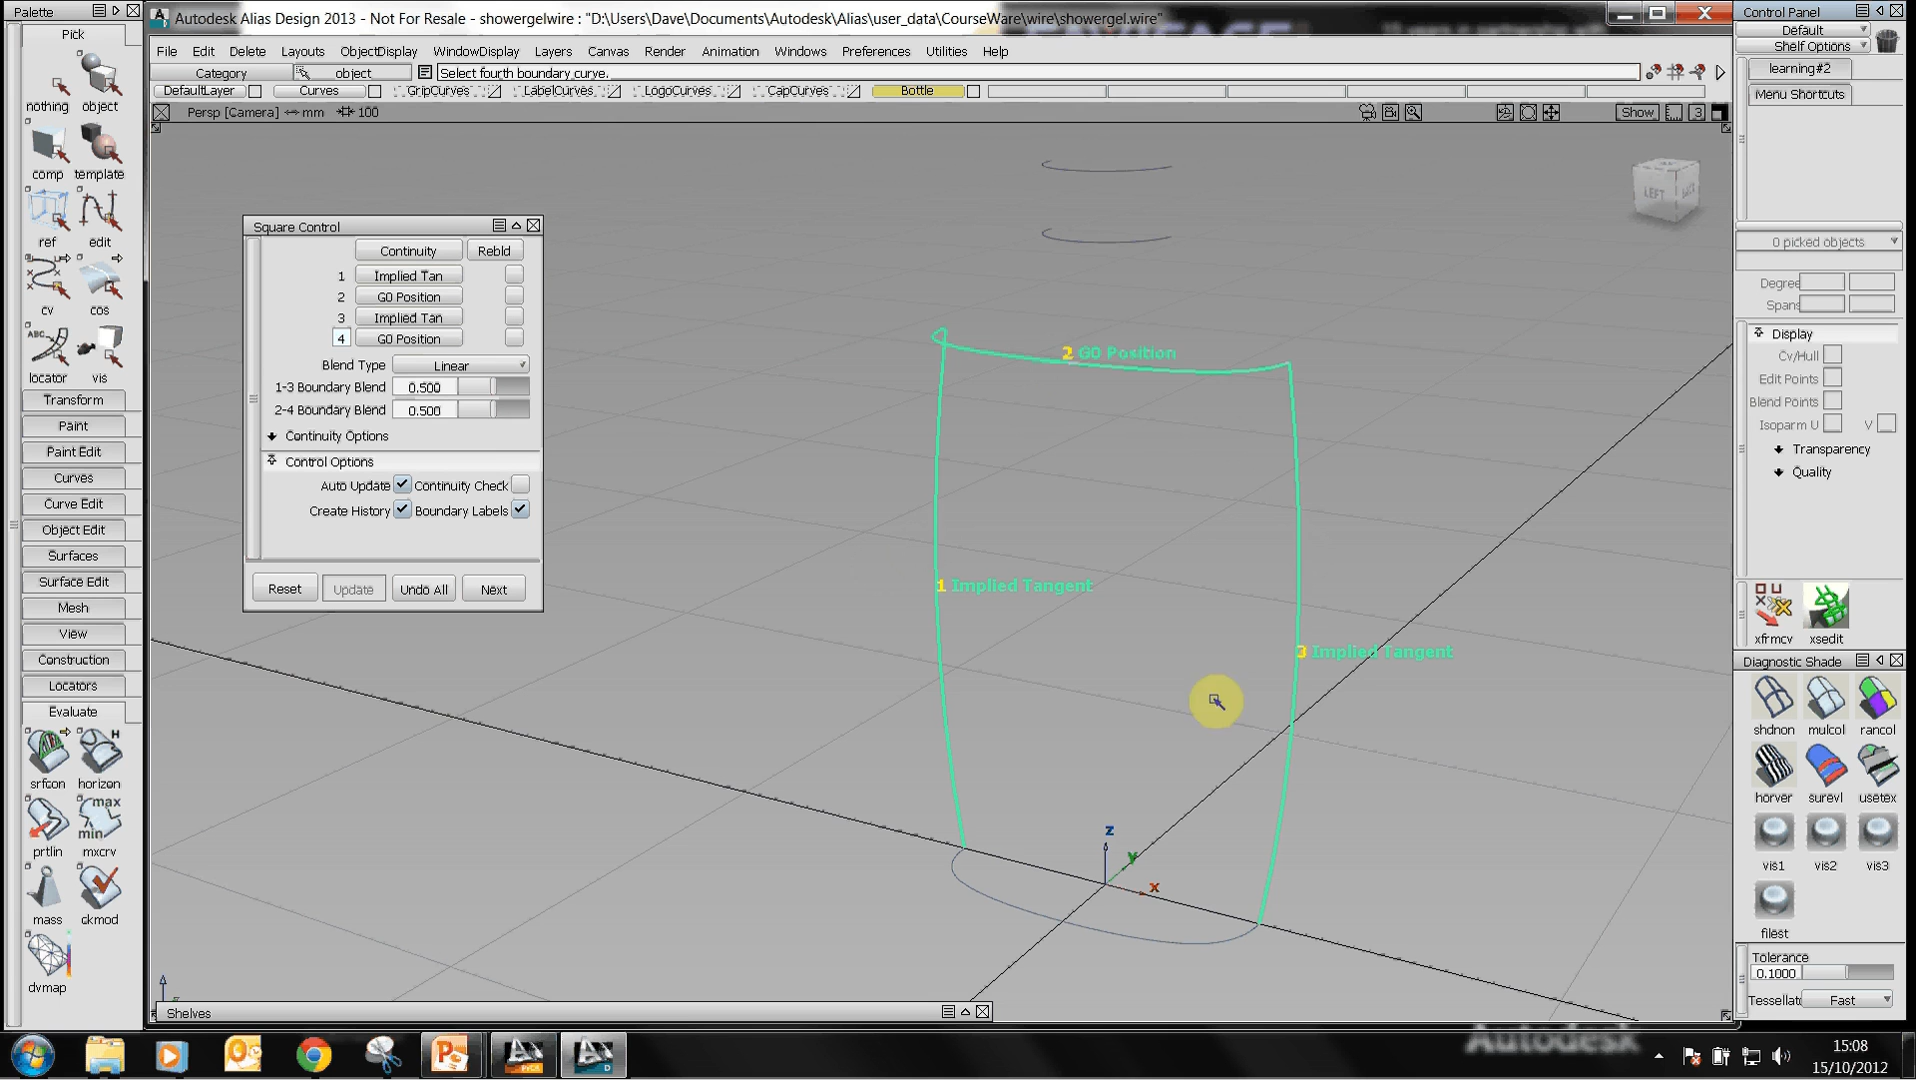 Palette
Autodesk Alias Design 2013 - Not For Resale - showergelwire : "D:\Users\Dave\Documents\Autodesk\Alias\user_data\CourseWare\wire\showergel.wire"
Control Panel
Pick
Default
Shelf Options
File Edit Delete Layouts ObjectDisplay WindowDisplay Layers Canvas Render Animation Windows Preferences Utilities Help
Category object Select fourth boundary curve.
DefaultLayer Curves GripCurves LabelCurves LogoCurves CapCurves Bottle
Persp [Camera] mm 100 Show 3
learning#2
Menu Shortcuts
nothing object
comp template
ref edit
cv cos
ABC
locator vis
Transform
Paint
Paint Edit
Curves
Curve Edit
Object Edit
Surfaces
Surface Edit
Mesh
View
Construction
Locators
Evaluate
H
srfcon horizen
max
min
prtlin mxcrv
mass ckmod
dvmap
Square Control
Continuity Rebld
1 Implied Tan
2 G0 Position
3 Implied Tan
4 G0 Position
Blend Type Linear
1-3 Boundary Blend 0.500
2-4 Boundary Blend 0.500
Continuity Options
Control Options
Auto Update Continuity Check
Create History Boundary Labels
Reset Update Undo All Next
2 G0 Position
1 Implied Tangent
3 Implied Tangent
z
y
x
LEFT
0 picked objects
Degree
Spans
Display
Cv/Hull
Edit Points
Blend Points
Isoparm U V
Transparency
Quality
xfrmcv xsedit
Diagnostic Shade
shdnon mulcol rancol
horver surevl usetex
vis1 vis2 vis3
filest
Tolerance
0.1000
Tessellat Fast
Shelves
Autodesk
15:08
15/10/2012